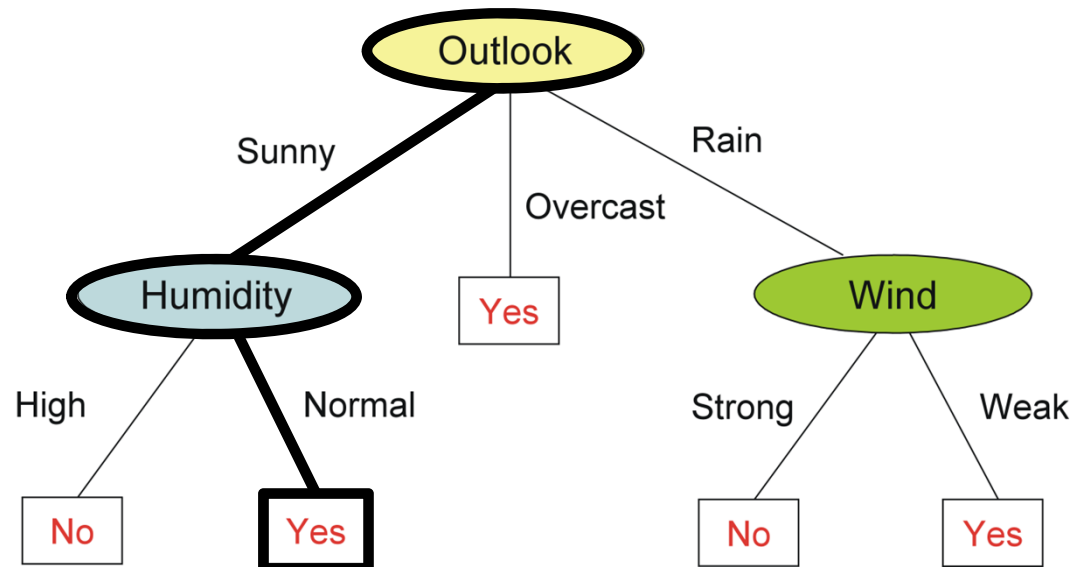 Outlook
Sunny
Overcast
Rain
Humidity
Yes
Wind
High
Normal
Strong
Weak
No
Yes
No
Yes